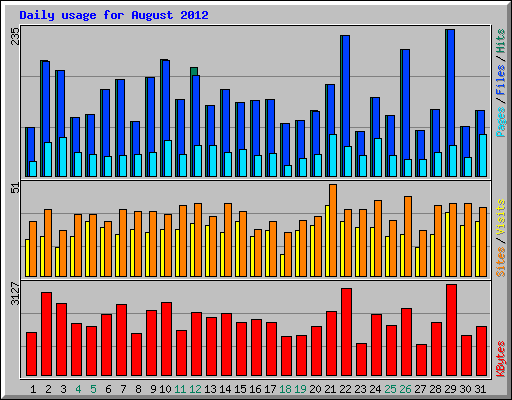 Daily usage for August 2012
235
Pages/Files/Hits
51
Sites/Visits
3127
KBytes
1 2 3 4 5 6 7 8 9 10 11 12 13 14 15 16 17 18 19 20 21 22 23 24 25 26 27 28 29 30 31